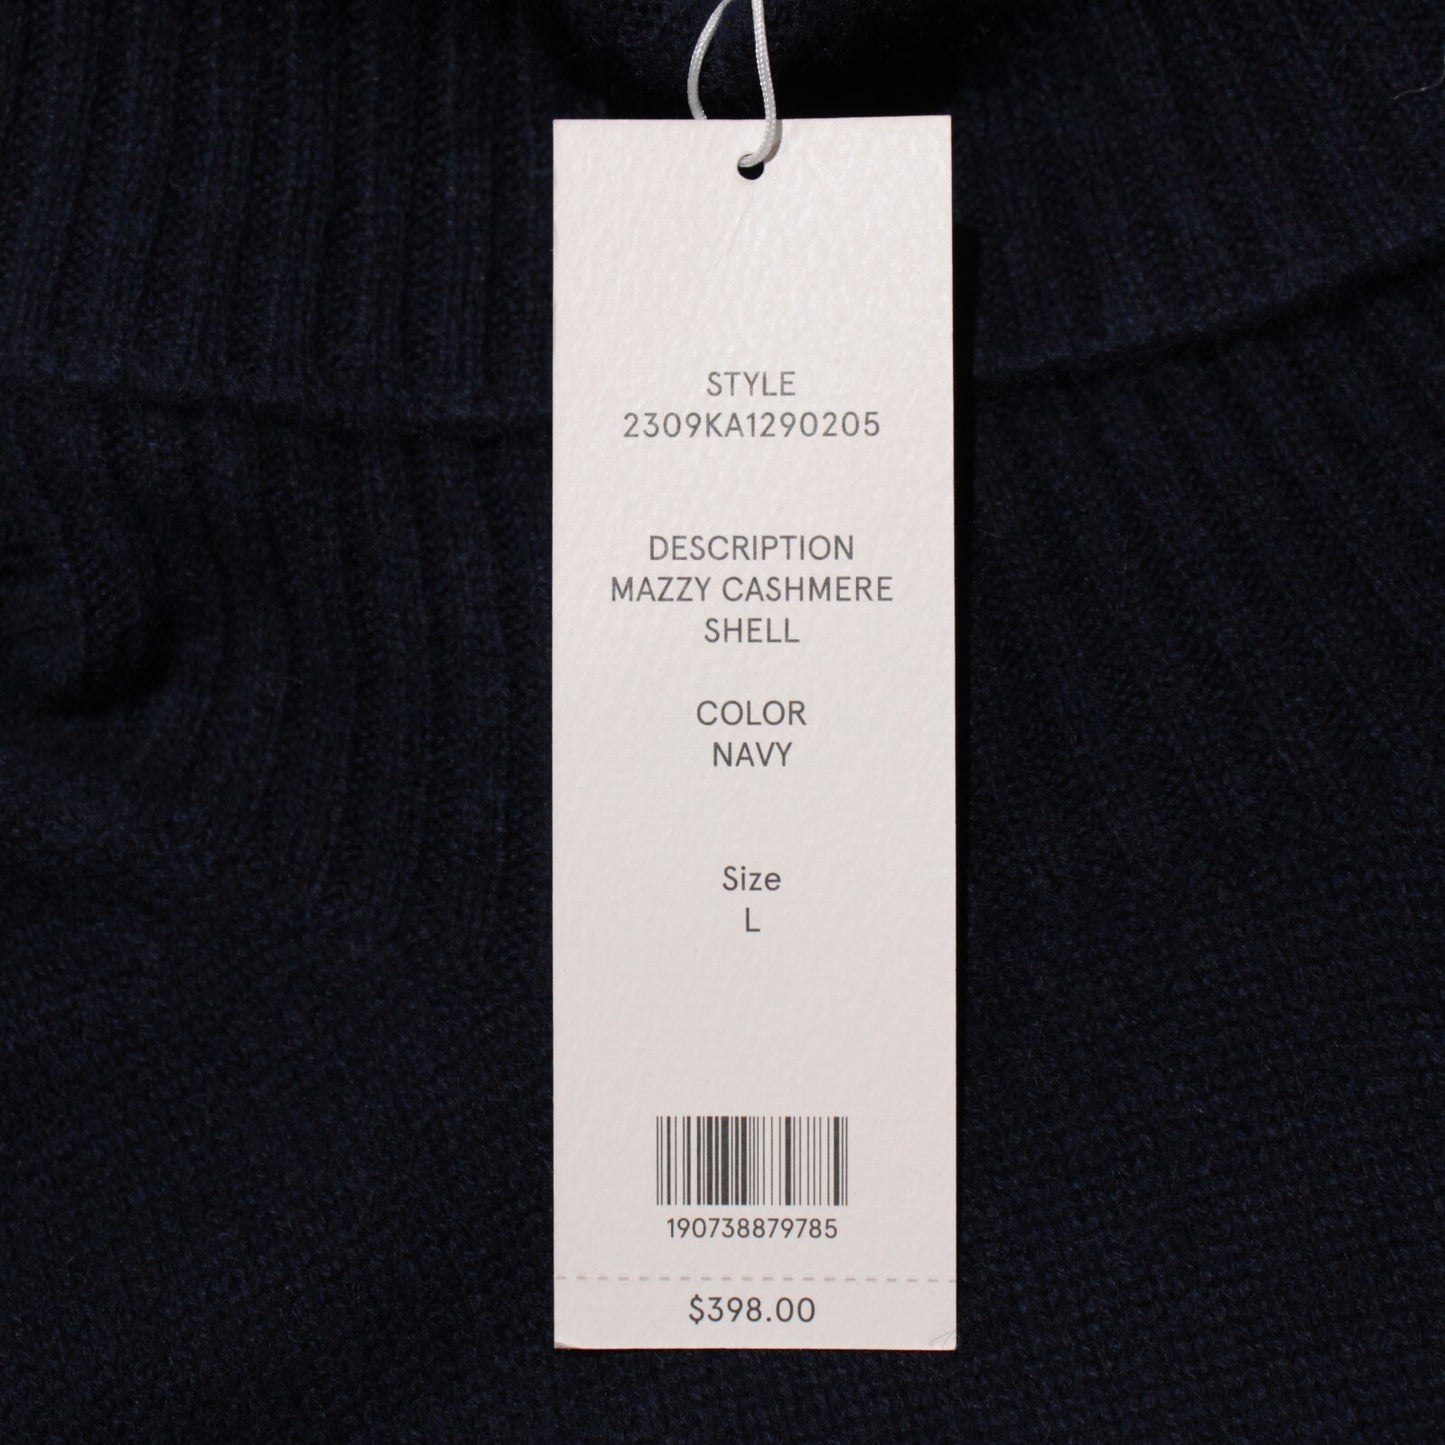 STYLE
2309KA1290205
DESCRIPTION
MAZZY CASHMERE
SHELL
COLOR
NAVY
Size
L
190738879785
$398.00